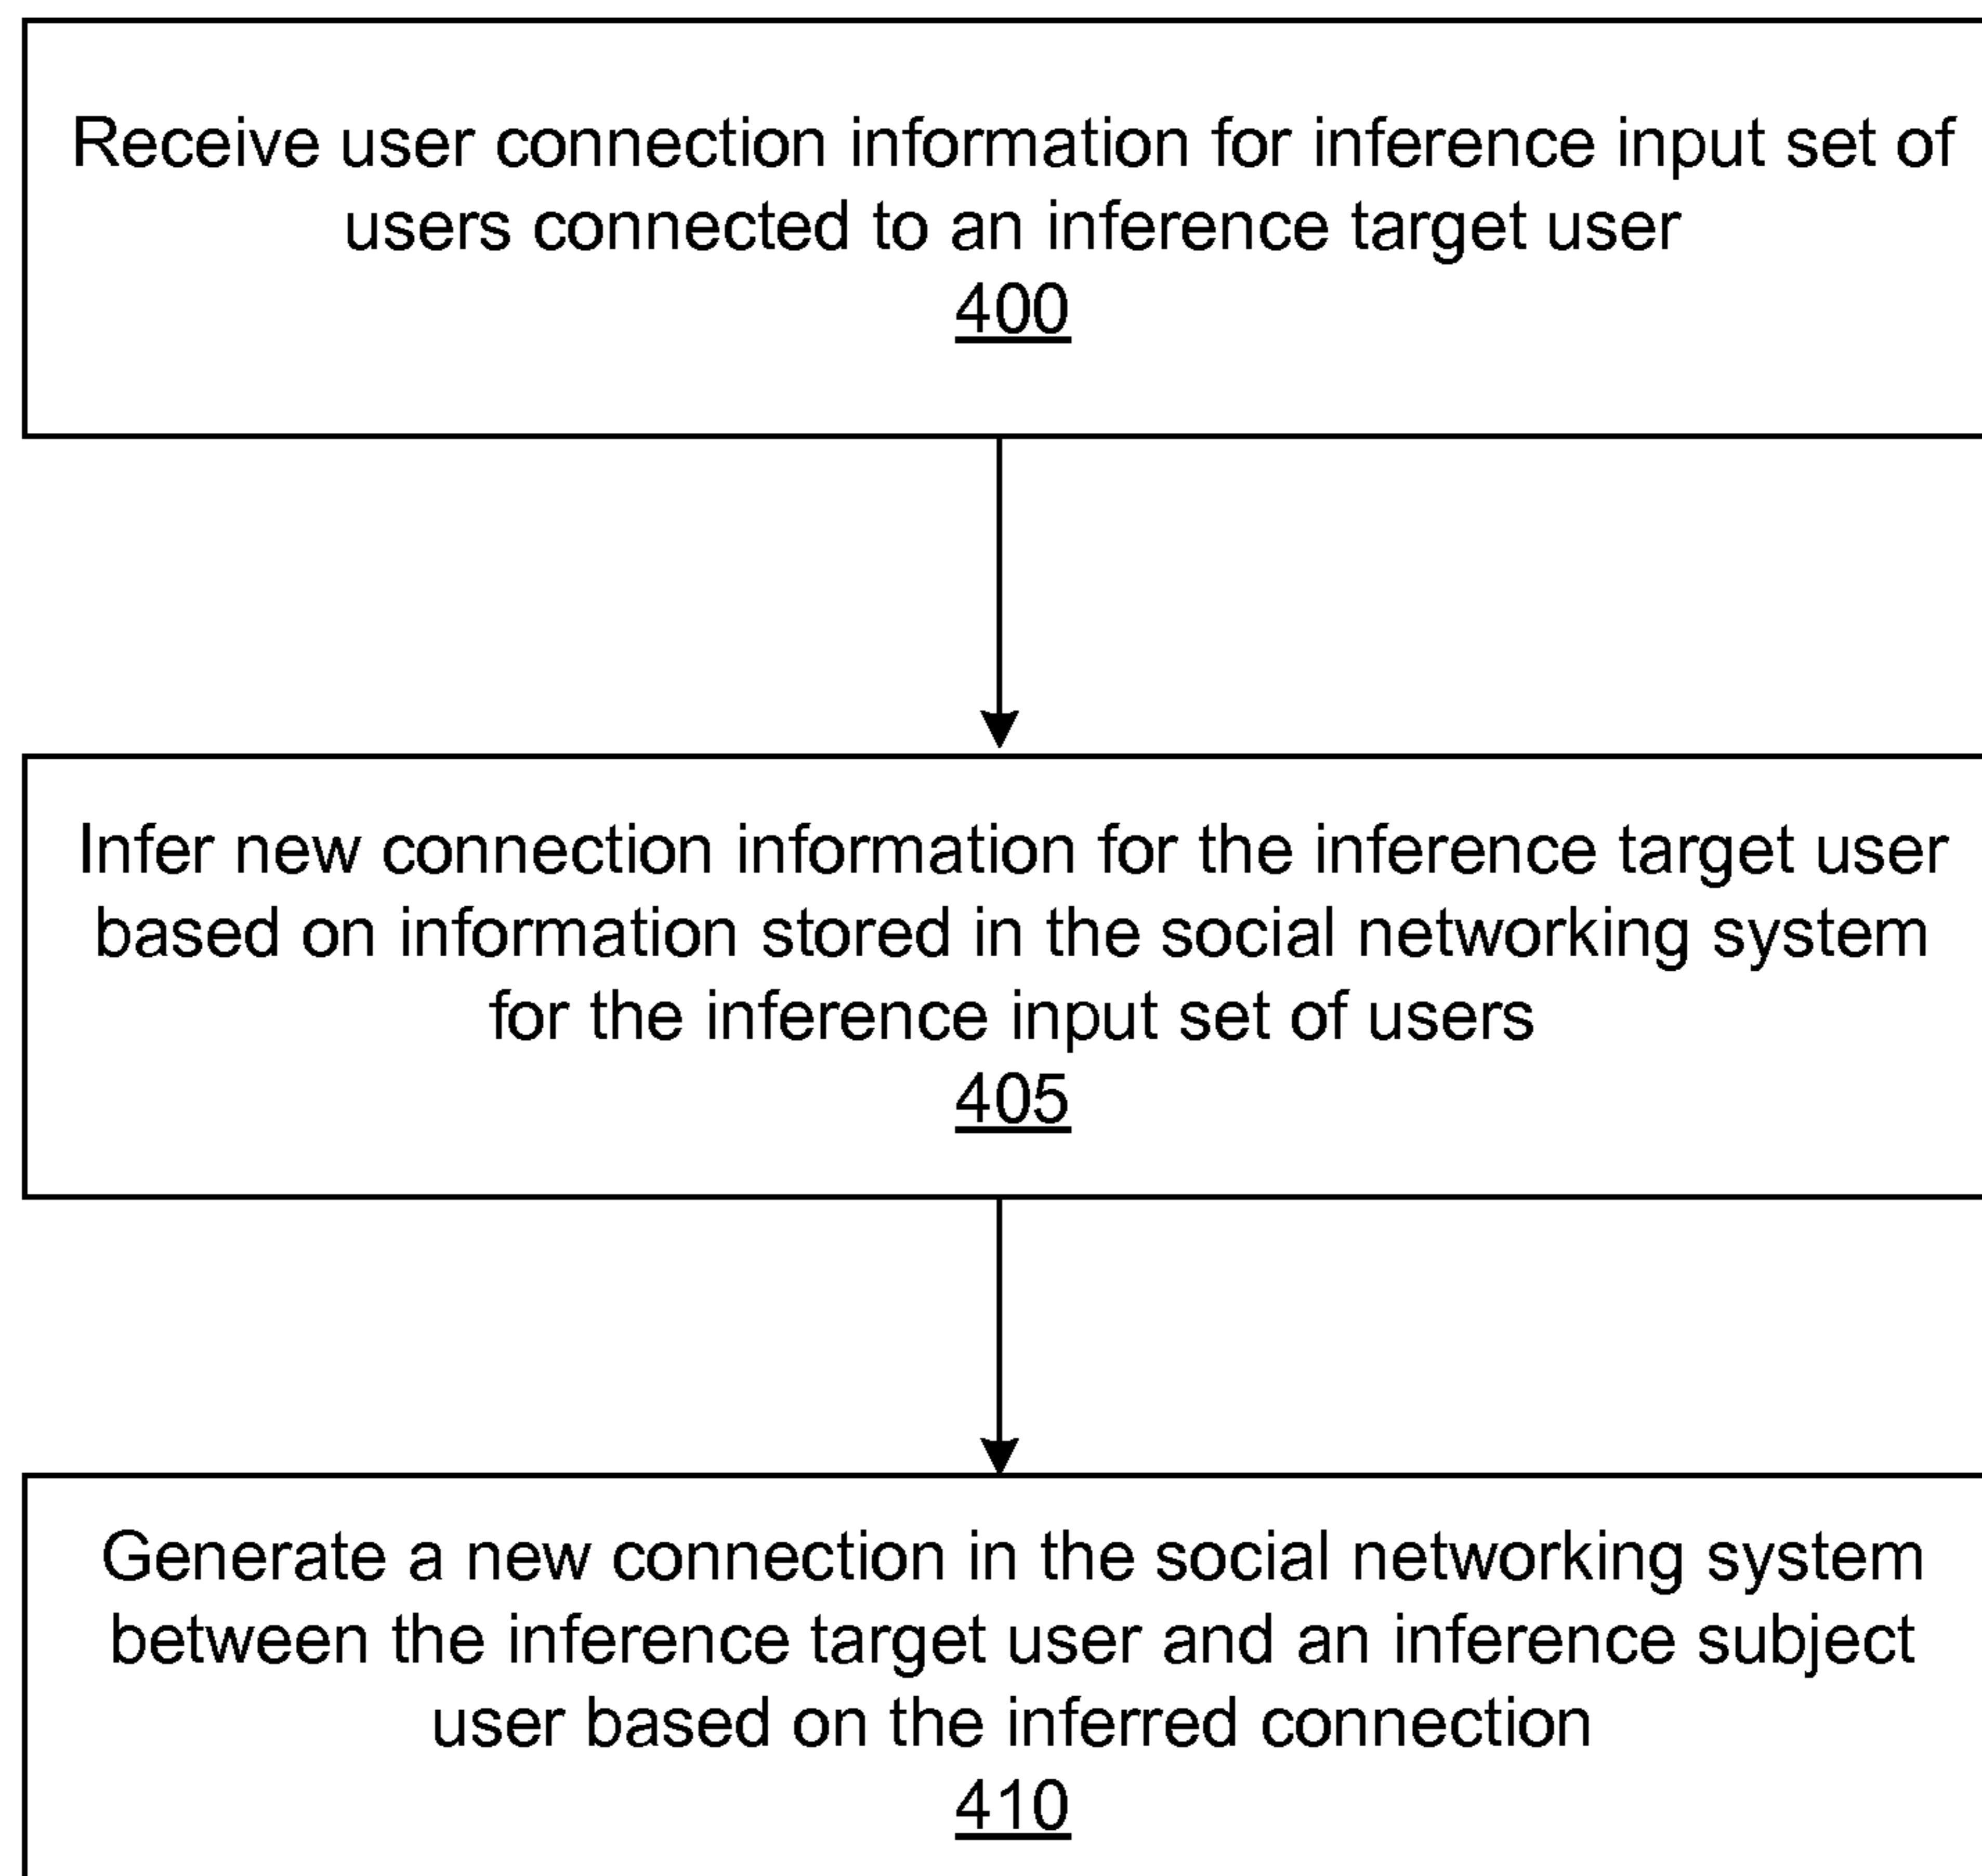 Receive user connection information for inference input set of
users connected to an inference target user
400
Infer new connection information for the inference target user
based on information stored in the social networking system
for the inference input set of users
405
Generate a new connection in the social networking system
between the inference target user and an inference subject
user based on the inferred connection
410